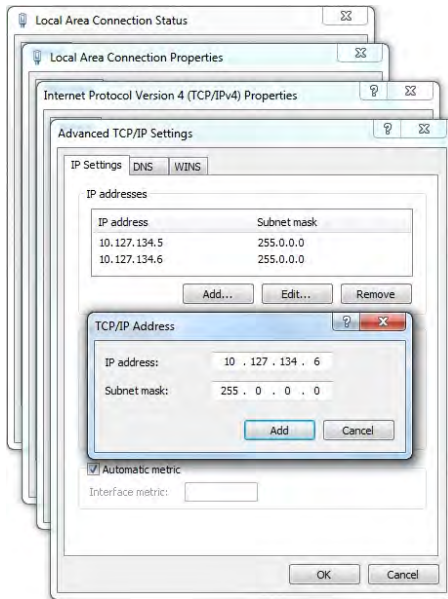 Local Area Connection Status
Local Area Connection Properties
Internet Protocol Version 4 (TCP/IPv4) Properties
Advanced TCP/IP Settings
IP Settings DNS WINS
IP addresses
IP address Subnet mask
10.127.134.5 255.0.0.0
10.127.134.6 255.0.0.0
Add... Edit... Remove
TCP/IP Address
IP address: 10 . 127 . 134 . 6
Subnet mask: 255 . 0 . 0 . 0
Add Cancel
Automatic metric
Interface metric:
OK Cancel